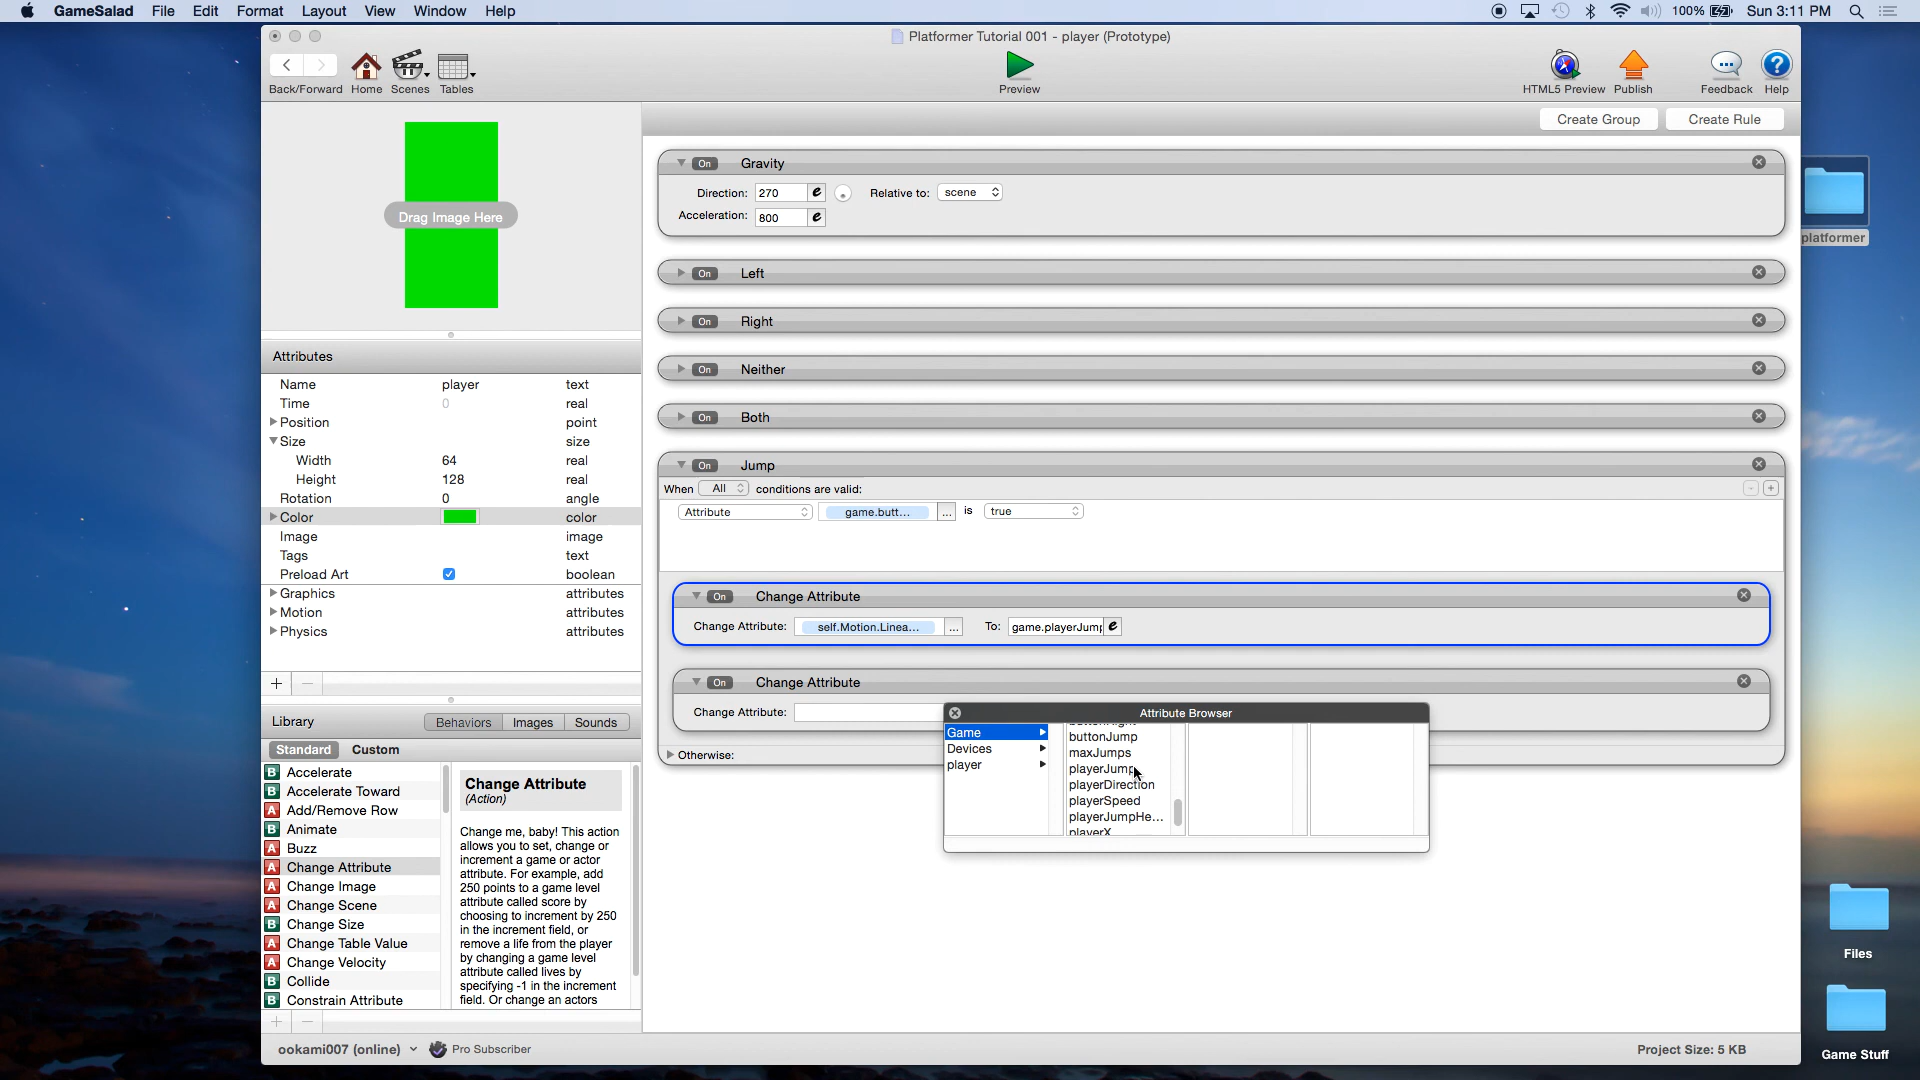 GameSalad File Edit Format Layout View Window Help
100% Sun 3:11 PM
Platformer Tutorial 001 - player (Prototype)
Back/Forward Home Scenes Tables
Preview
HTML5 Preview Publish Feedback Help
Create Group Create Rule
Drag Image Here
On Gravity
Direction: 270 e Relative to: scene
Acceleration: 800 e
On Left
On Right
On Neither
On Both
On Jump
When All conditions are valid:
Attribute game.butt... ... is true
On Change Attribute
Change Attribute: self.Motion.Linea... ... To: game.playerJump e
On Change Attribute
Change Attribute:
Otherwise:
Attribute Browser
Game
Devices
player
buttonRight
buttonJump
maxJumps
playerJump
playerDirection
playerSpeed
playerJumpHe...
playerX
Attributes
Name player text
Time 0 real
Position point
Size size
Width 64 real
Height 128 real
Rotation 0 angle
Color color
Image image
Tags text
Preload Art boolean
Graphics attributes
Motion attributes
Physics attributes
Library Behaviors Images Sounds
Standard Custom
B Accelerate
B Accelerate Toward
A Add/Remove Row
B Animate
A Buzz
A Change Attribute
A Change Image
A Change Scene
B Change Size
A Change Table Value
A Change Velocity
B Collide
B Constrain Attribute
Change Attribute
(Action)
Change me, baby! This action
allows you to set, change or
increment a game or actor
attribute. For example, add
250 points to a game level
attribute called score by
choosing to increment by 250
in the increment field, or
remove a life from the player
by changing a game level
attribute called lives by
specifying -1 in the increment
field. Or change an actors
ookami007 (online) Pro Subscriber
Project Size: 5 KB
platformer
Files
Game Stuff